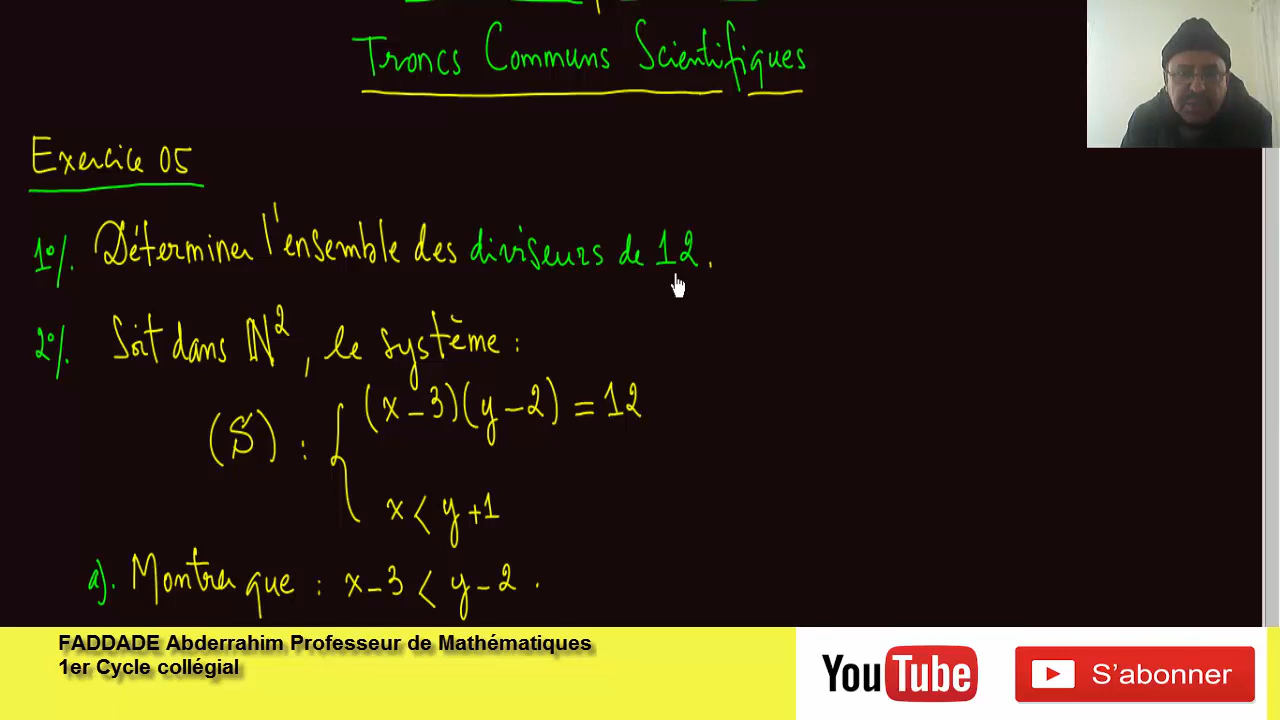 Troncs Communs Scientifiques
Exercice 05
1°/. Déterminer l'ensemble des diviseurs de 12.
2°/. Soit dans ℕ², le système :
(S) : { (x-3)(y-2) = 12
x < y+1
a). Montrer que : x-3 < y-2 .
FADDADE Abderrahim Professeur de Mathématiques
1er Cycle collégial
YouTube
S'abonner